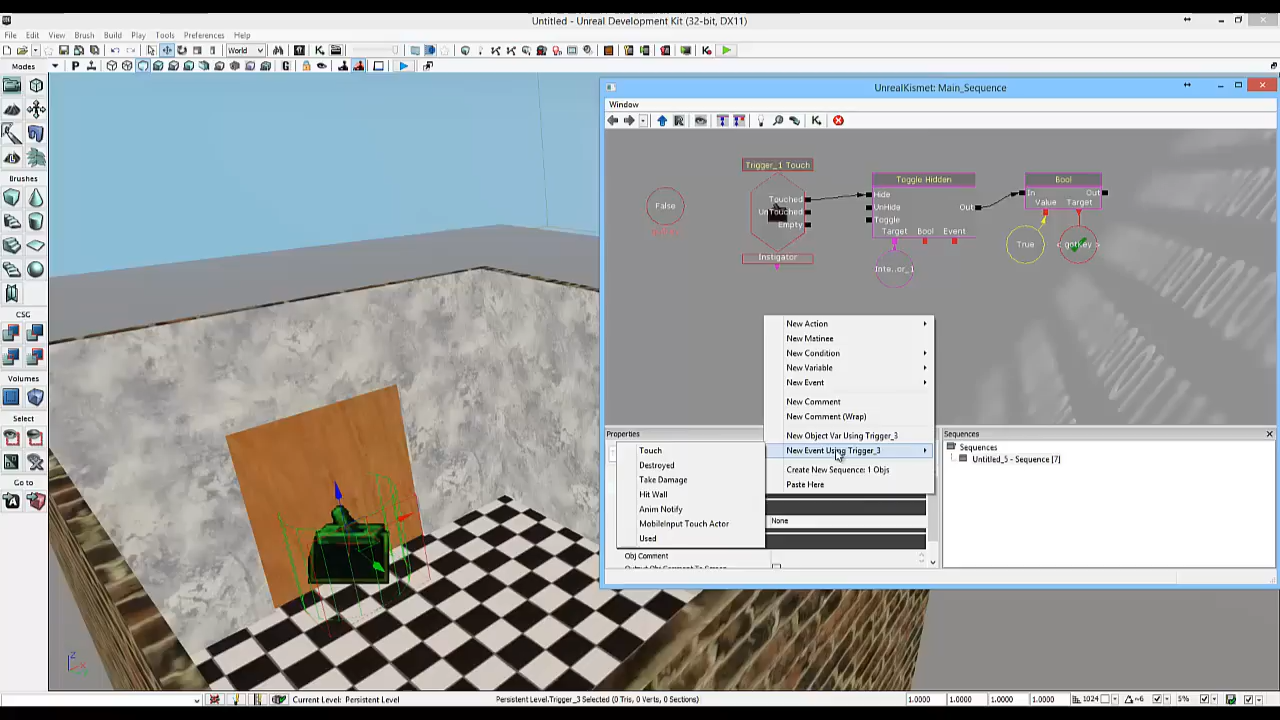 Untitled - Unreal Development Kit (32-bit, DX11)
File Edit View Brush Build Play Tools Preferences Help
World
Modes
P
G
UnrealKismet: Main_Sequence
Window
Brushes
CSG
Volumes
Select
Go to
Trigger_1 Touch
Touched
UnTouched
Empty
Instigator
False
Toggle Hidden
Hide
UnHide
Toggle
Out
Target Bool Event
Inte..or_1
Bool
In Out
Value Target
True
< gotKey >
New Action
New Matinee
New Condition
New Variable
New Event
New Comment
New Comment (Wrap)
New Object Var Using Trigger_3
New Event Using Trigger_3
Create New Sequence: 1 Objs
Paste Here
Touch
Destroyed
Take Damage
Hit Wall
Anim Notify
MobileInput Touch Actor
Used
Properties
None
Obj Comment
Sequences
Sequences
Untitled_5 - Sequence [7]
Z
X
Current Level: Persistent Level
Persistent Level.Trigger_3 Selected (0 Tris, 0 Verts, 0 Sections)
1.0000 1.0000 1.0000 1.0000
1024
~6
5%